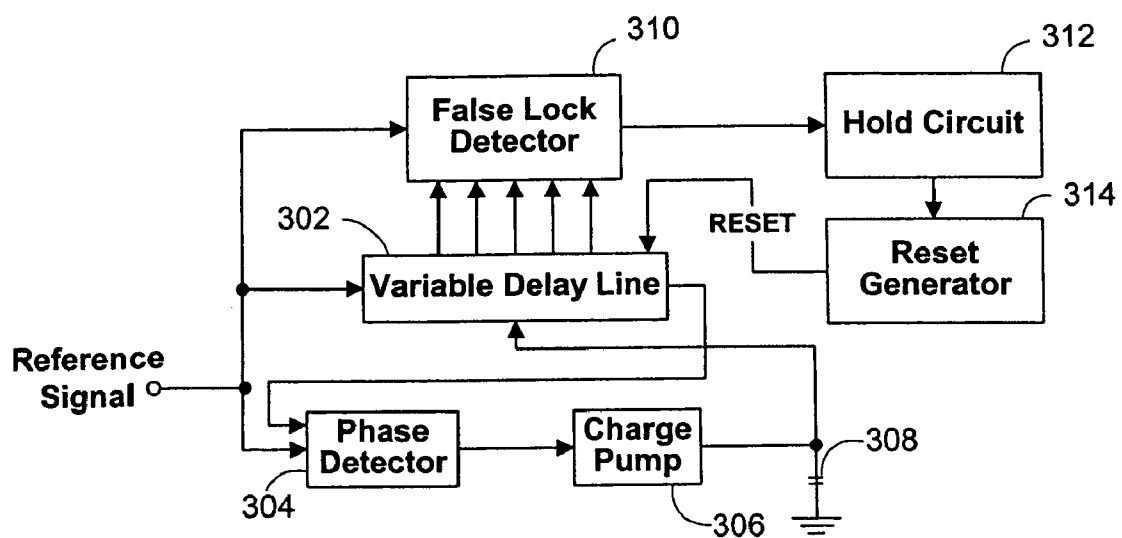 310
312
False Lock
Detector
Hold Circuit
302
RESET
314
Variable Delay Line
Reset
Generator
Reference
Signal
Phase
Detector
Charge
Pump
308
304
306